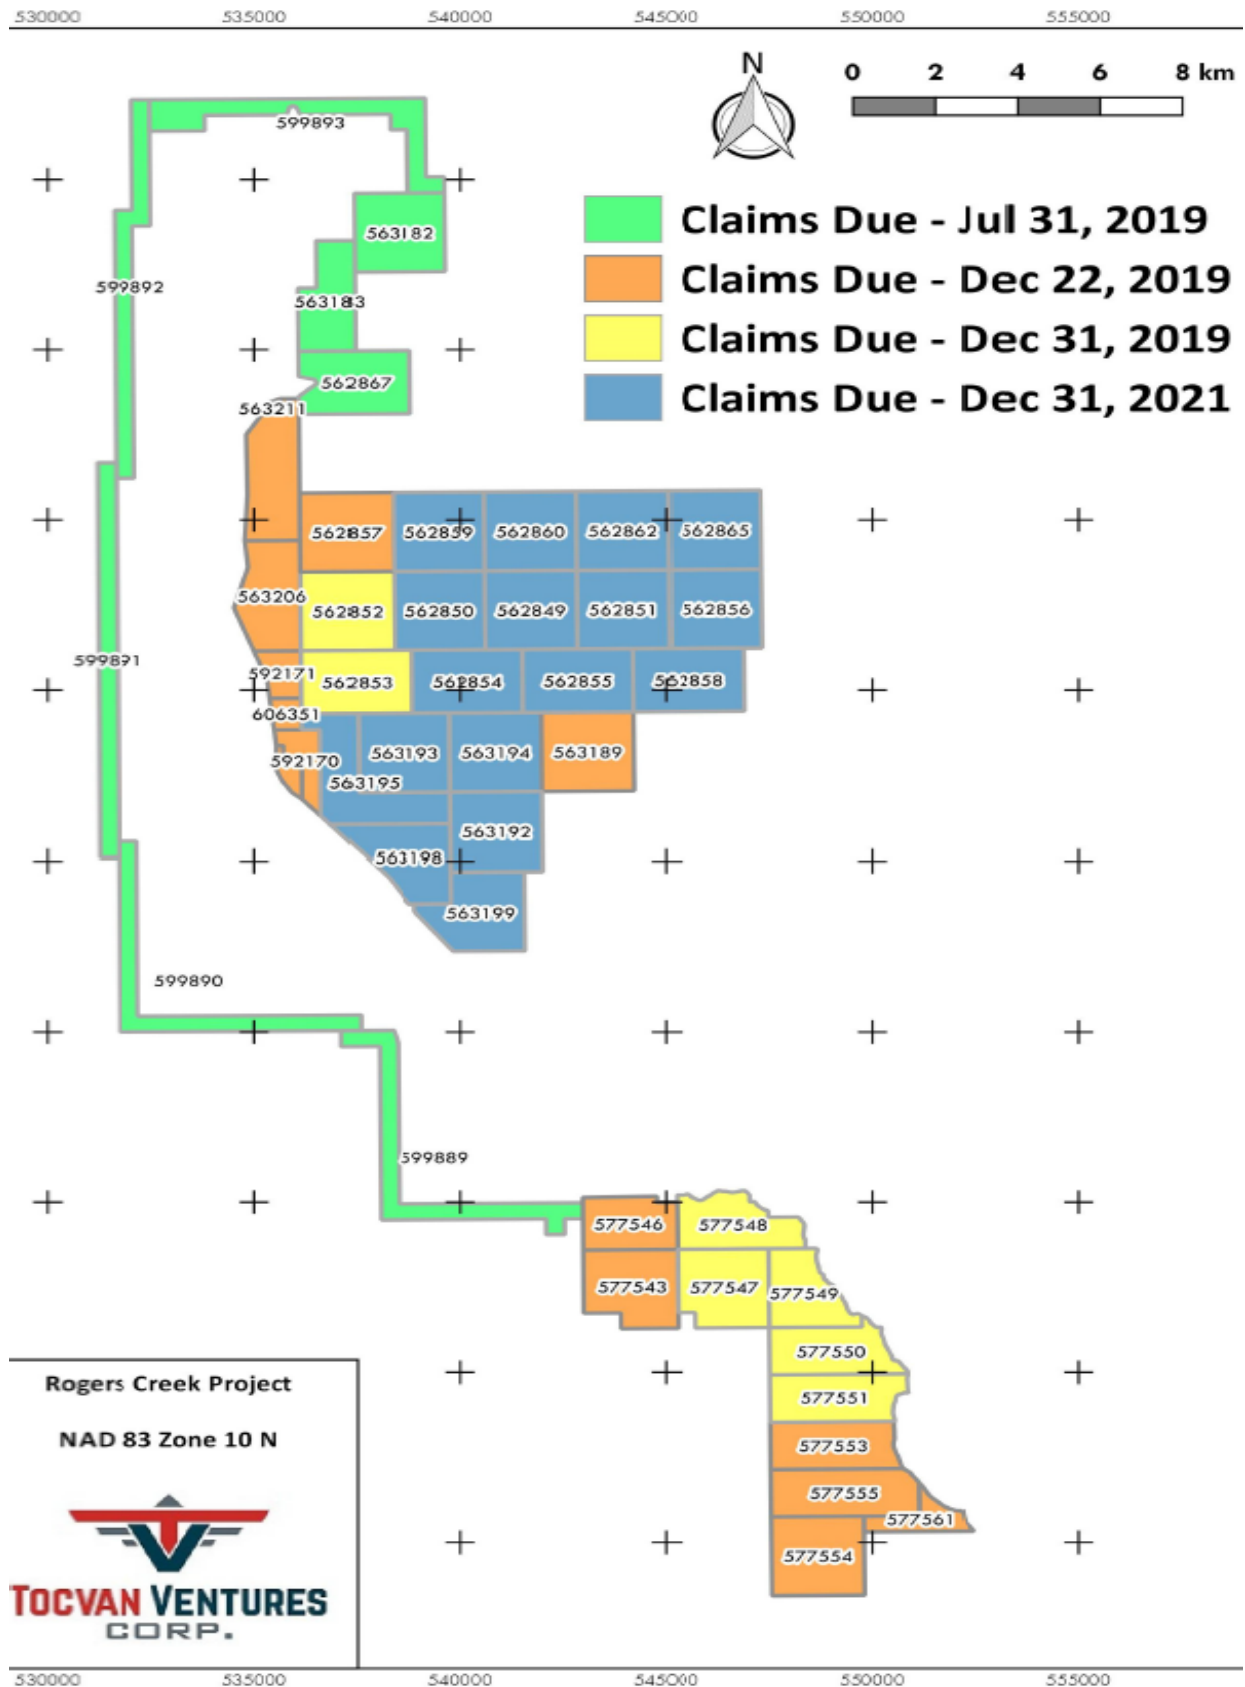 530000 535000 540000 545000 550000 555000
N
0 2 4 6 8 km
599893
Claims Due - Jul 31, 2019
563182
Claims Due - Dec 22, 2019
599892
563183
Claims Due - Dec 31, 2019
562867
Claims Due - Dec 31, 2021
563211
562857 562859 562860 562862 562865
563206 562852 562850 562849 562851 562856
599891
592171 562853 562854 562855 562858
606351
592170 563193 563194 563189
563195
563192
563198
563199
599890
599889
577546 577548
577543 577547 577549
577550
577551
577553
577555
577561
577554
Rogers Creek Project
NAD 83 Zone 10 N
TOCVAN VENTURES
CORP.
530000 535000 540000 545000 550000 555000